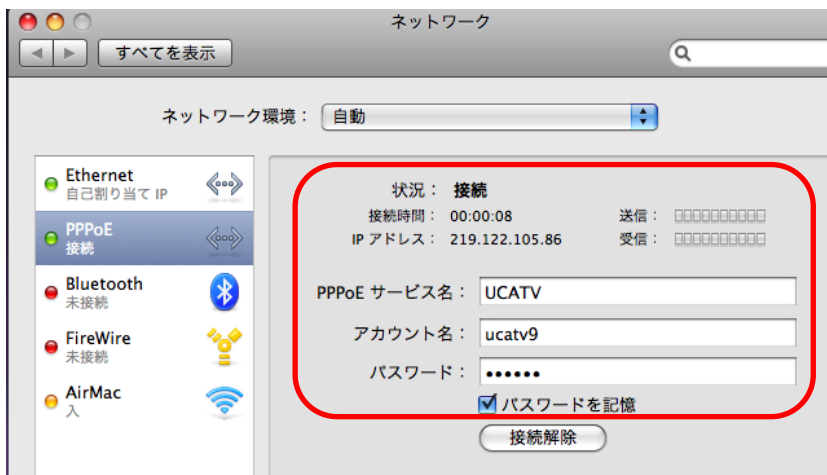 ネットワーク
すべてを表示
ネットワーク環境： 自動
Ethernet
自己割り当て IP
PPPoE
接続
Bluetooth
未接続
FireWire
未接続
AirMac
入
状況： 接続
接続時間： 00:00:08 送信：
IP アドレス： 219.122.105.86 受信：
PPPoE サービス名： UCATV
アカウント名： ucatv9
パスワード： ••••••
パスワードを記憶
接続解除